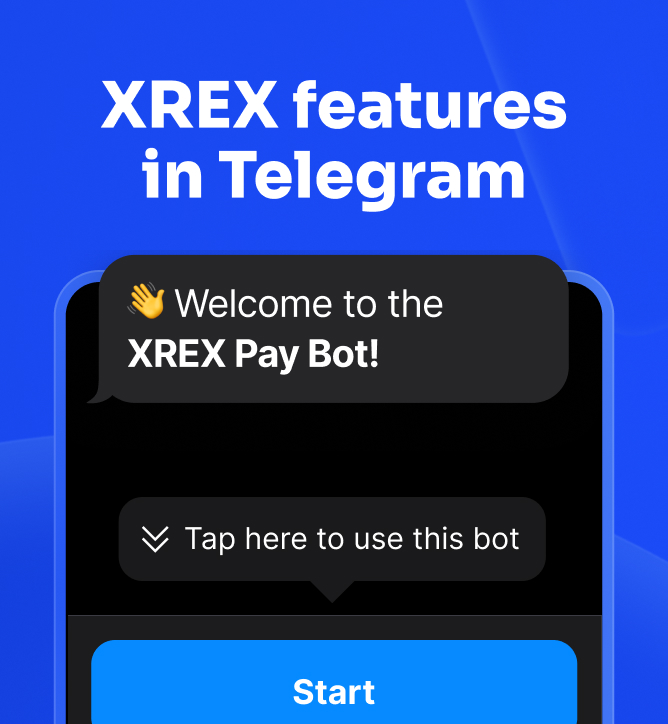 XREX features
in Telegram
👋 Welcome to the
XREX Pay Bot!
Tap here to use this bot
Start